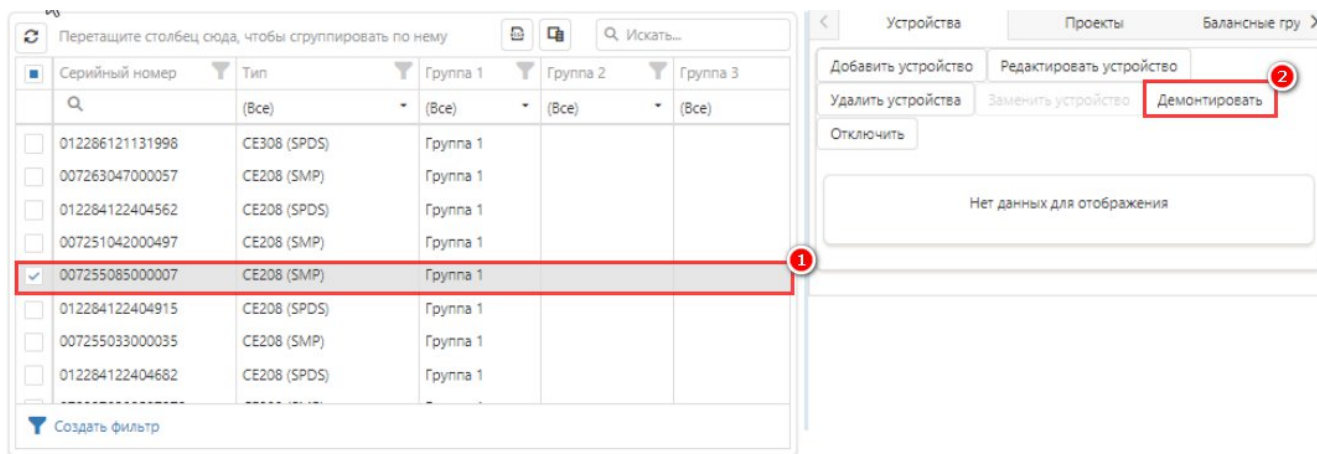 Перетащите столбец сюда, чтобы сгруппировать по нему Искать...
Серийный номер Тип Группа 1 Группа 2 Группа 3
(Все) (Все) (Все) (Все)
012286121131998 CE308 (SPDS) Группа 1
007263047000057 CE208 (SMP) Группа 1
012284122404562 CE208 (SPDS) Группа 1
007251042000497 CE208 (SMP) Группа 1
007255085000007 CE208 (SMP) Группа 1
1
012284122404915 CE208 (SPDS) Группа 1
007255033000035 CE208 (SMP) Группа 1
012284122404682 CE208 (SPDS) Группа 1
Создать фильтр
Устройства Проекты Балансные гру
Добавить устройство Редактировать устройство
2
Удалить устройства Заменить устройство Демонтировать
Отключить
Нет данных для отображения